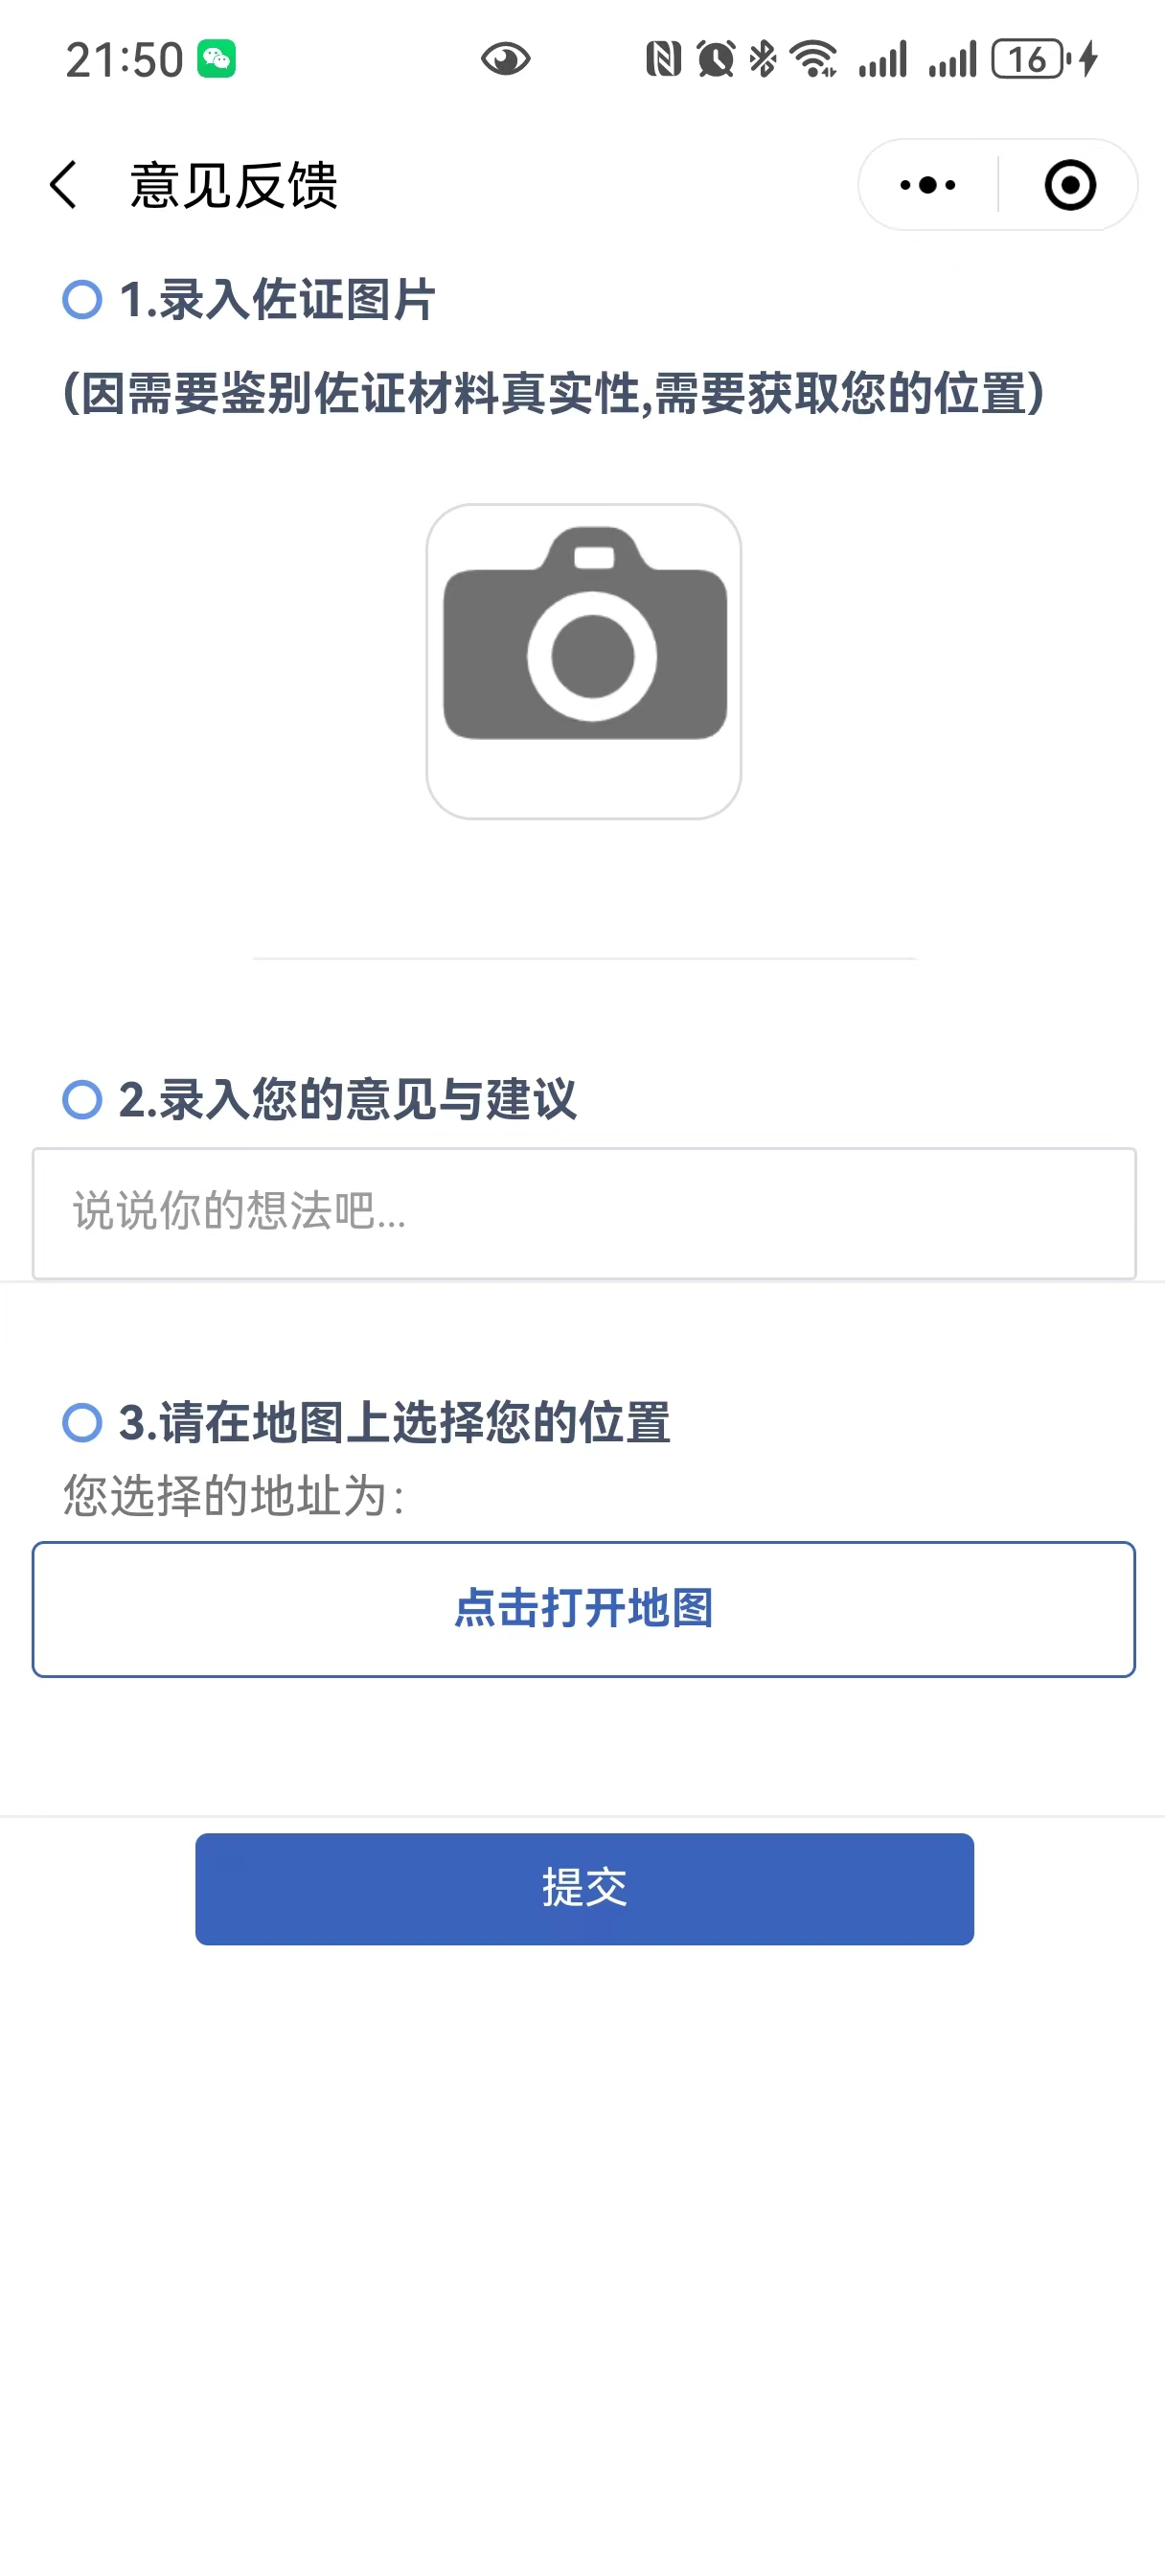 21:50
16
意见反馈
1.录入佐证图片
(因需要鉴别佐证材料真实性,需要获取您的位置)
2.录入您的意见与建议
说说你的想法吧...
3.请在地图上选择您的位置
您选择的地址为:
点击打开地图
提交